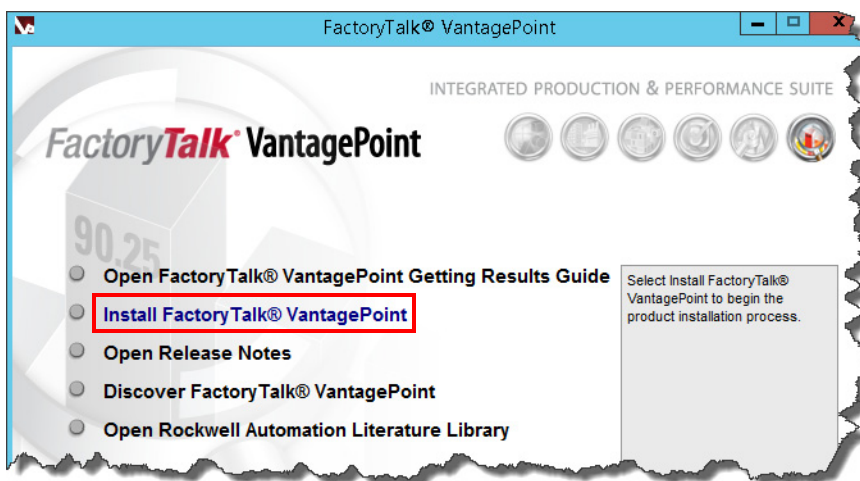 FactoryTalk® VantagePoint
INTEGRATED PRODUCTION & PERFORMANCE SUITE
FactoryTalk® VantagePoint
90.25
Open FactoryTalk® VantagePoint Getting Results Guide
Install FactoryTalk® VantagePoint
Open Release Notes
Discover FactoryTalk® VantagePoint
Open Rockwell Automation Literature Library
Select Install FactoryTalk®
VantagePoint to begin the
product installation process.